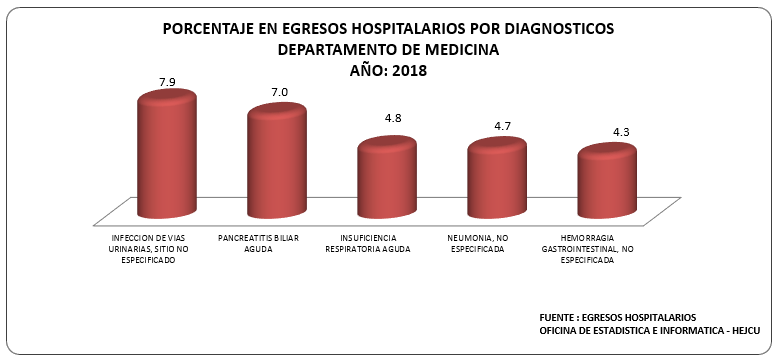 PORCENTAJE EN EGRESOS HOSPITALARIOS POR DIAGNOSTICOS
DEPARTAMENTO DE MEDICINA
AÑO: 2018
7.9
7.0
4.8
4.7
4.3
INFECCION DE VIAS
URINARIAS, SITIO NO
ESPECIFICADO
PANCREATITIS BILIAR
AGUDA
INSUFICIENCIA
RESPIRATORIA AGUDA
NEUMONIA, NO
ESPECIFICADA
HEMORRAGIA
GASTROINTESTINAL, NO
ESPECIFICADA
FUENTE : EGRESOS HOSPITALARIOS
OFICINA DE ESTADISTICA E INFORMATICA - HEJCU